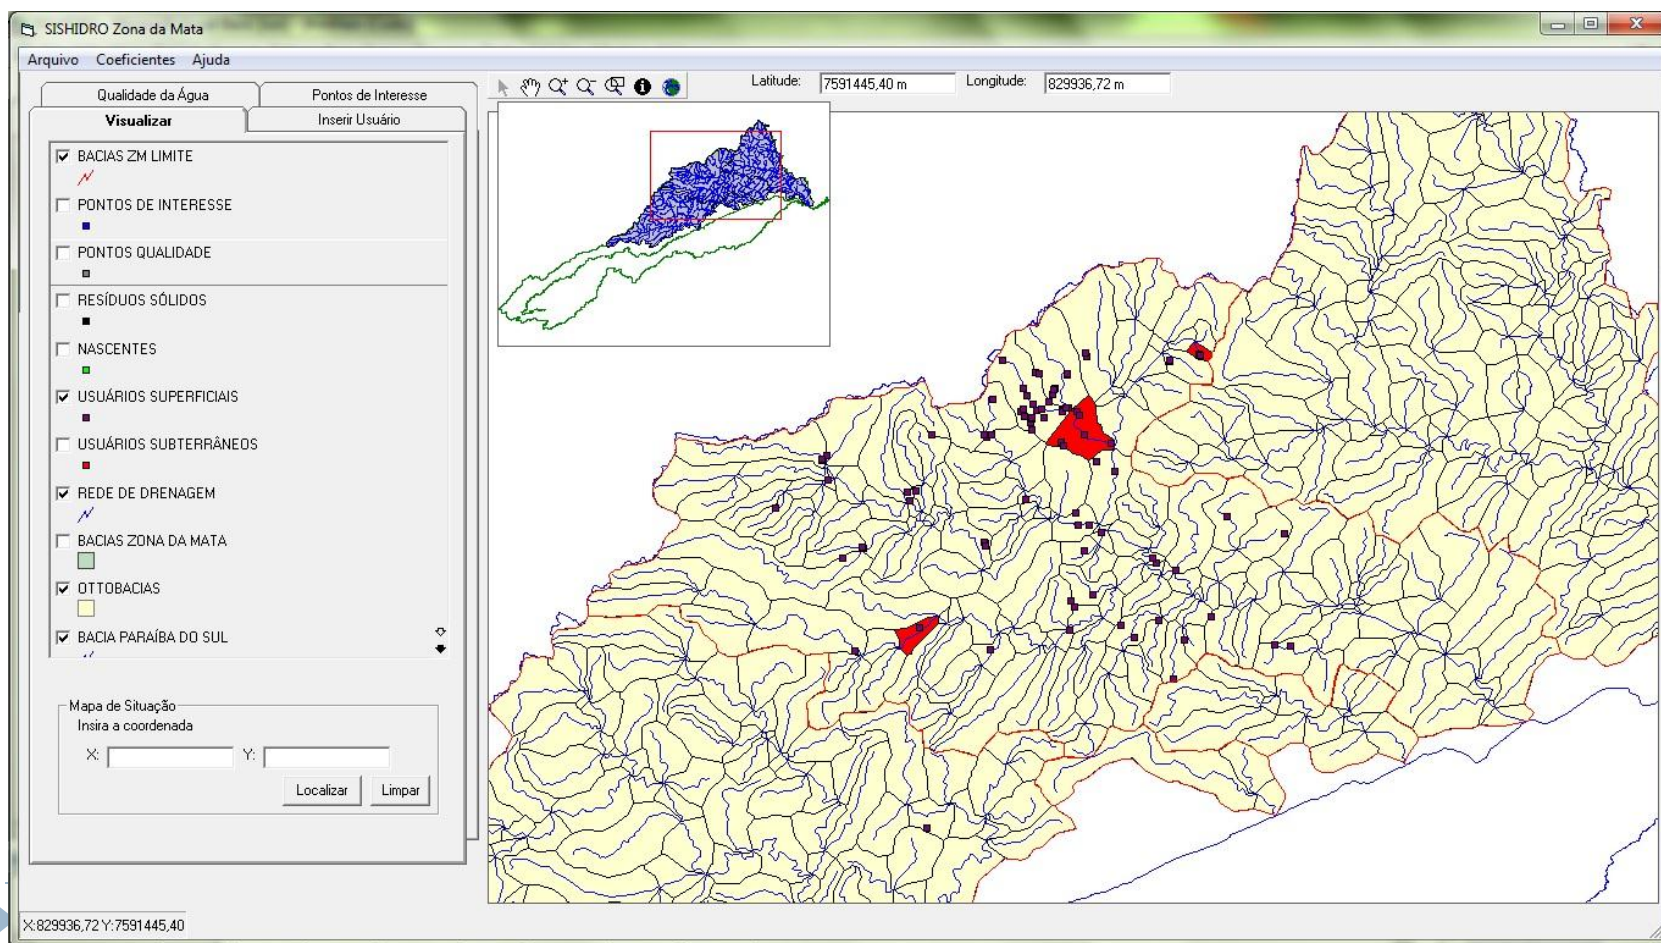 SISHIDRO Zona da Mata
Arquivo Coeficientes Ajuda
Qualidade da Água Pontos de Interesse
Visualizar Inserir Usuário
Latitude: 7591445,40 m Longitude: 829936,72 m
BACIAS ZM LIMITE
PONTOS DE INTERESSE
PONTOS QUALIDADE
RESÍDUOS SÓLIDOS
NASCENTES
USUÁRIOS SUPERFICIAIS
USUÁRIOS SUBTERRÂNEOS
REDE DE DRENAGEM
BACIAS ZONA DA MATA
OTTOBACIAS
BACIA PARAÍBA DO SUL
Mapa de Situação
Insira a coordenada
X: Y:
Localizar Limpar
X:829936,72 Y:7591445,40